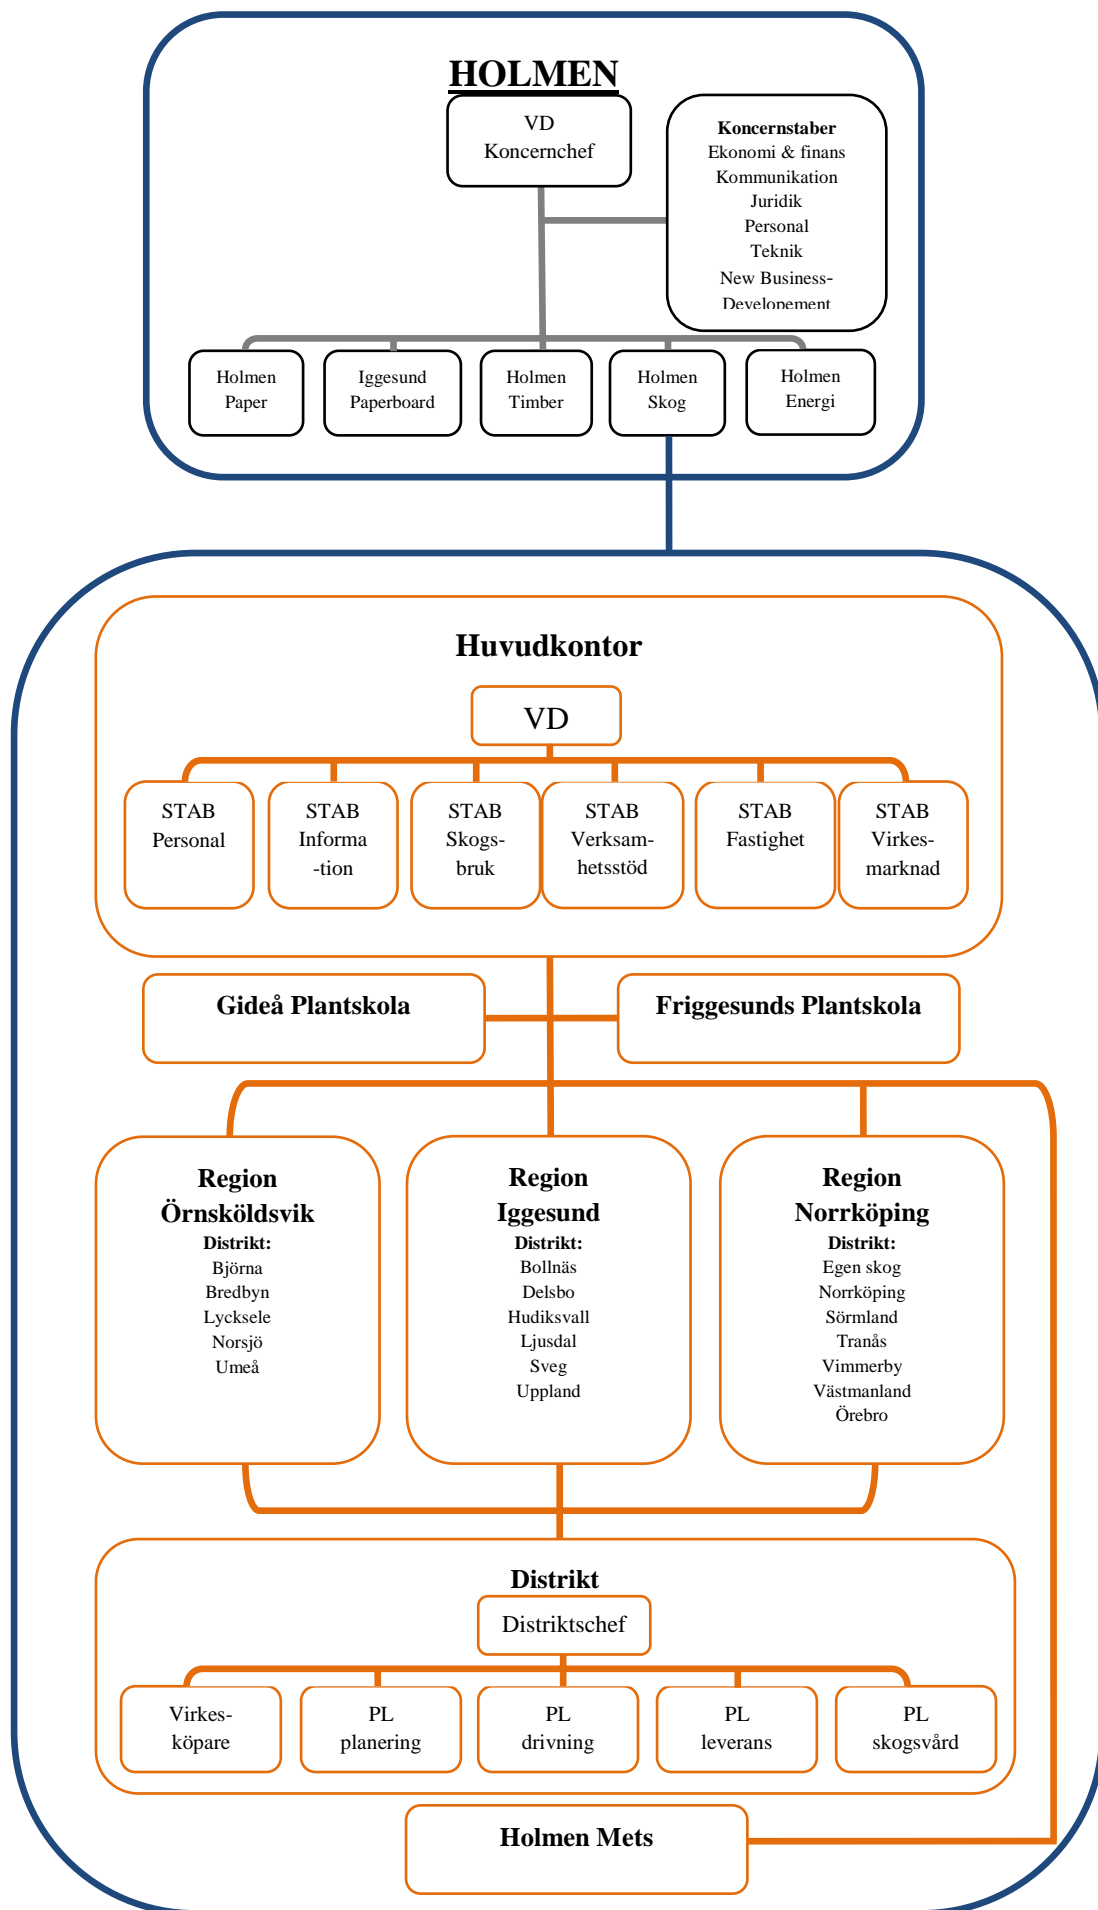 HOLMEN
VD
Koncernchef
Koncernstaber
Ekonomi & finans
Kommunikation
Juridik
Personal
Teknik
New Business-
Developement
Holmen
Paper
Iggesund
Paperboard
Holmen
Timber
Holmen
Skog
Holmen
Energi
Huvudkontor
VD
STAB
Personal
STAB
Informa
-tion
STAB
Skogs-
bruk
STAB
Verksam-
hetsstöd
STAB
Fastighet
STAB
Virkes-
marknad
Gideå Plantskola
Friggesunds Plantskola
Region
Örnsköldsvik
Distrikt:
Björna
Bredbyn
Lycksele
Norsjö
Umeå
Region
Iggesund
Distrikt:
Bollnäs
Delsbo
Hudiksvall
Ljusdal
Sveg
Uppland
Region
Norrköping
Distrikt:
Egen skog
Norrköping
Sörmland
Tranås
Vimmerby
Västmanland
Örebro
Distrikt
Distriktschef
Virkes-
köpare
PL
planering
PL
drivning
PL
leverans
PL
skogsvård
Holmen Mets